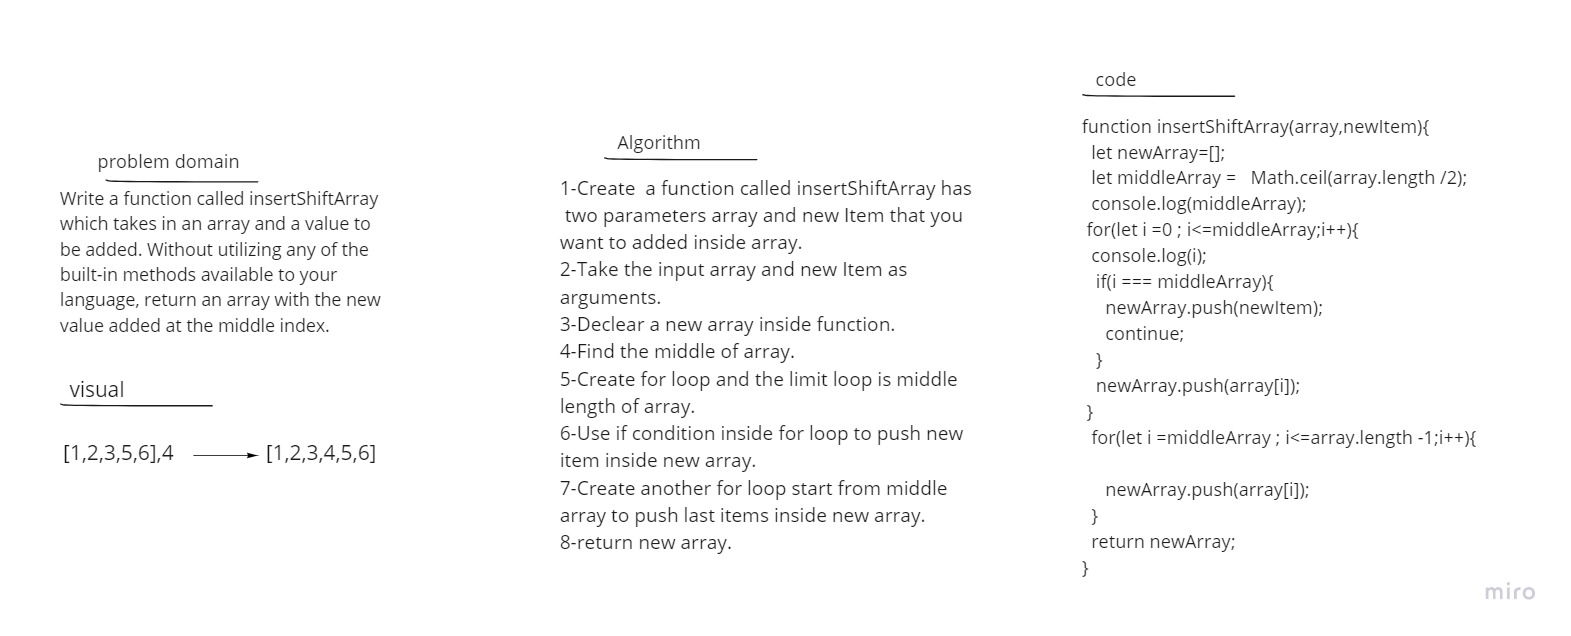 problem domain
Write a function called insertShiftArray
which takes in an array and a value to
be added. Without utilizing any of the
built-in methods available to your
language, return an array with the new
value added at the middle index.
visual
[1,2,3,5,6],4 [1,2,3,4,5,6]
Algorithm
1-Create  a function called insertShiftArray has
two parameters array and new Item that you
want to added inside array.
2-Take the input array and new Item as
arguments.
3-Declear a new array inside function.
4-Find the middle of array.
5-Create for loop and the limit loop is middle
length of array.
6-Use if condition inside for loop to push new
item inside new array.
7-Create another for loop start from middle
array to push last items inside new array.
8-return new array.
code
function insertShiftArray(array,newItem){
let newArray=[];
let middleArray =   Math.ceil(array.length /2);
console.log(middleArray);
for(let i =0 ; i<=middleArray;i++){
console.log(i);
if(i === middleArray){
newArray.push(newItem);
continue;
}
newArray.push(array[i]);
}
for(let i =middleArray ; i<=array.length -1;i++){
newArray.push(array[i]);
}
return newArray;
}
miro